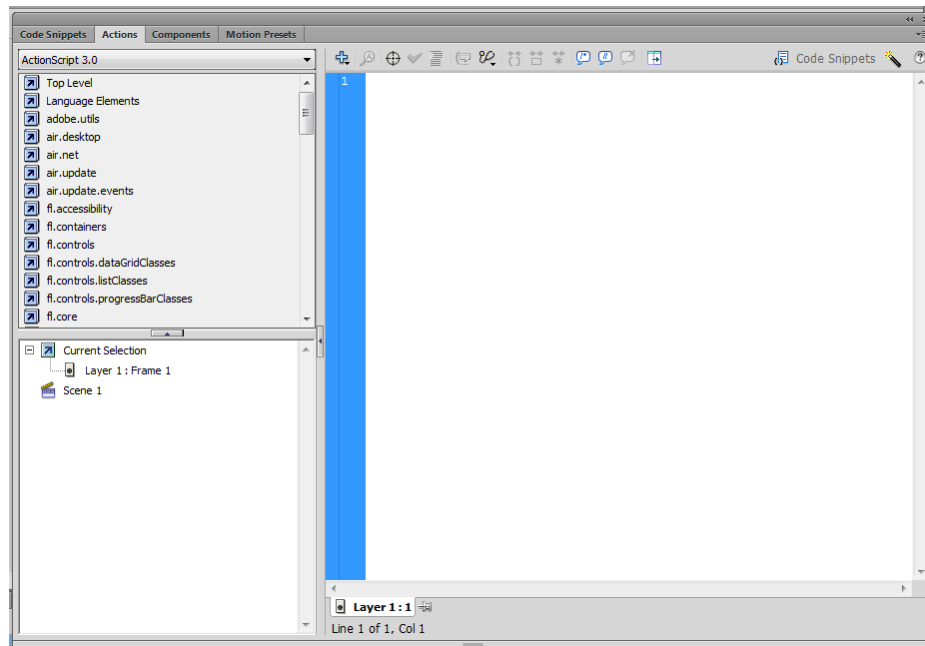 Code Snippets Actions Components Motion Presets
ActionScript 3.0
Code Snippets
Top Level
Language Elements
adobe.utils
air.desktop
air.net
air.update
air.update.events
fl.accessibility
fl.containers
fl.controls
fl.controls.dataGridClasses
fl.controls.listClasses
fl.controls.progressBarClasses
fl.core
Current Selection
Layer 1 : Frame 1
Scene 1
1
Layer 1 : 1
Line 1 of 1, Col 1